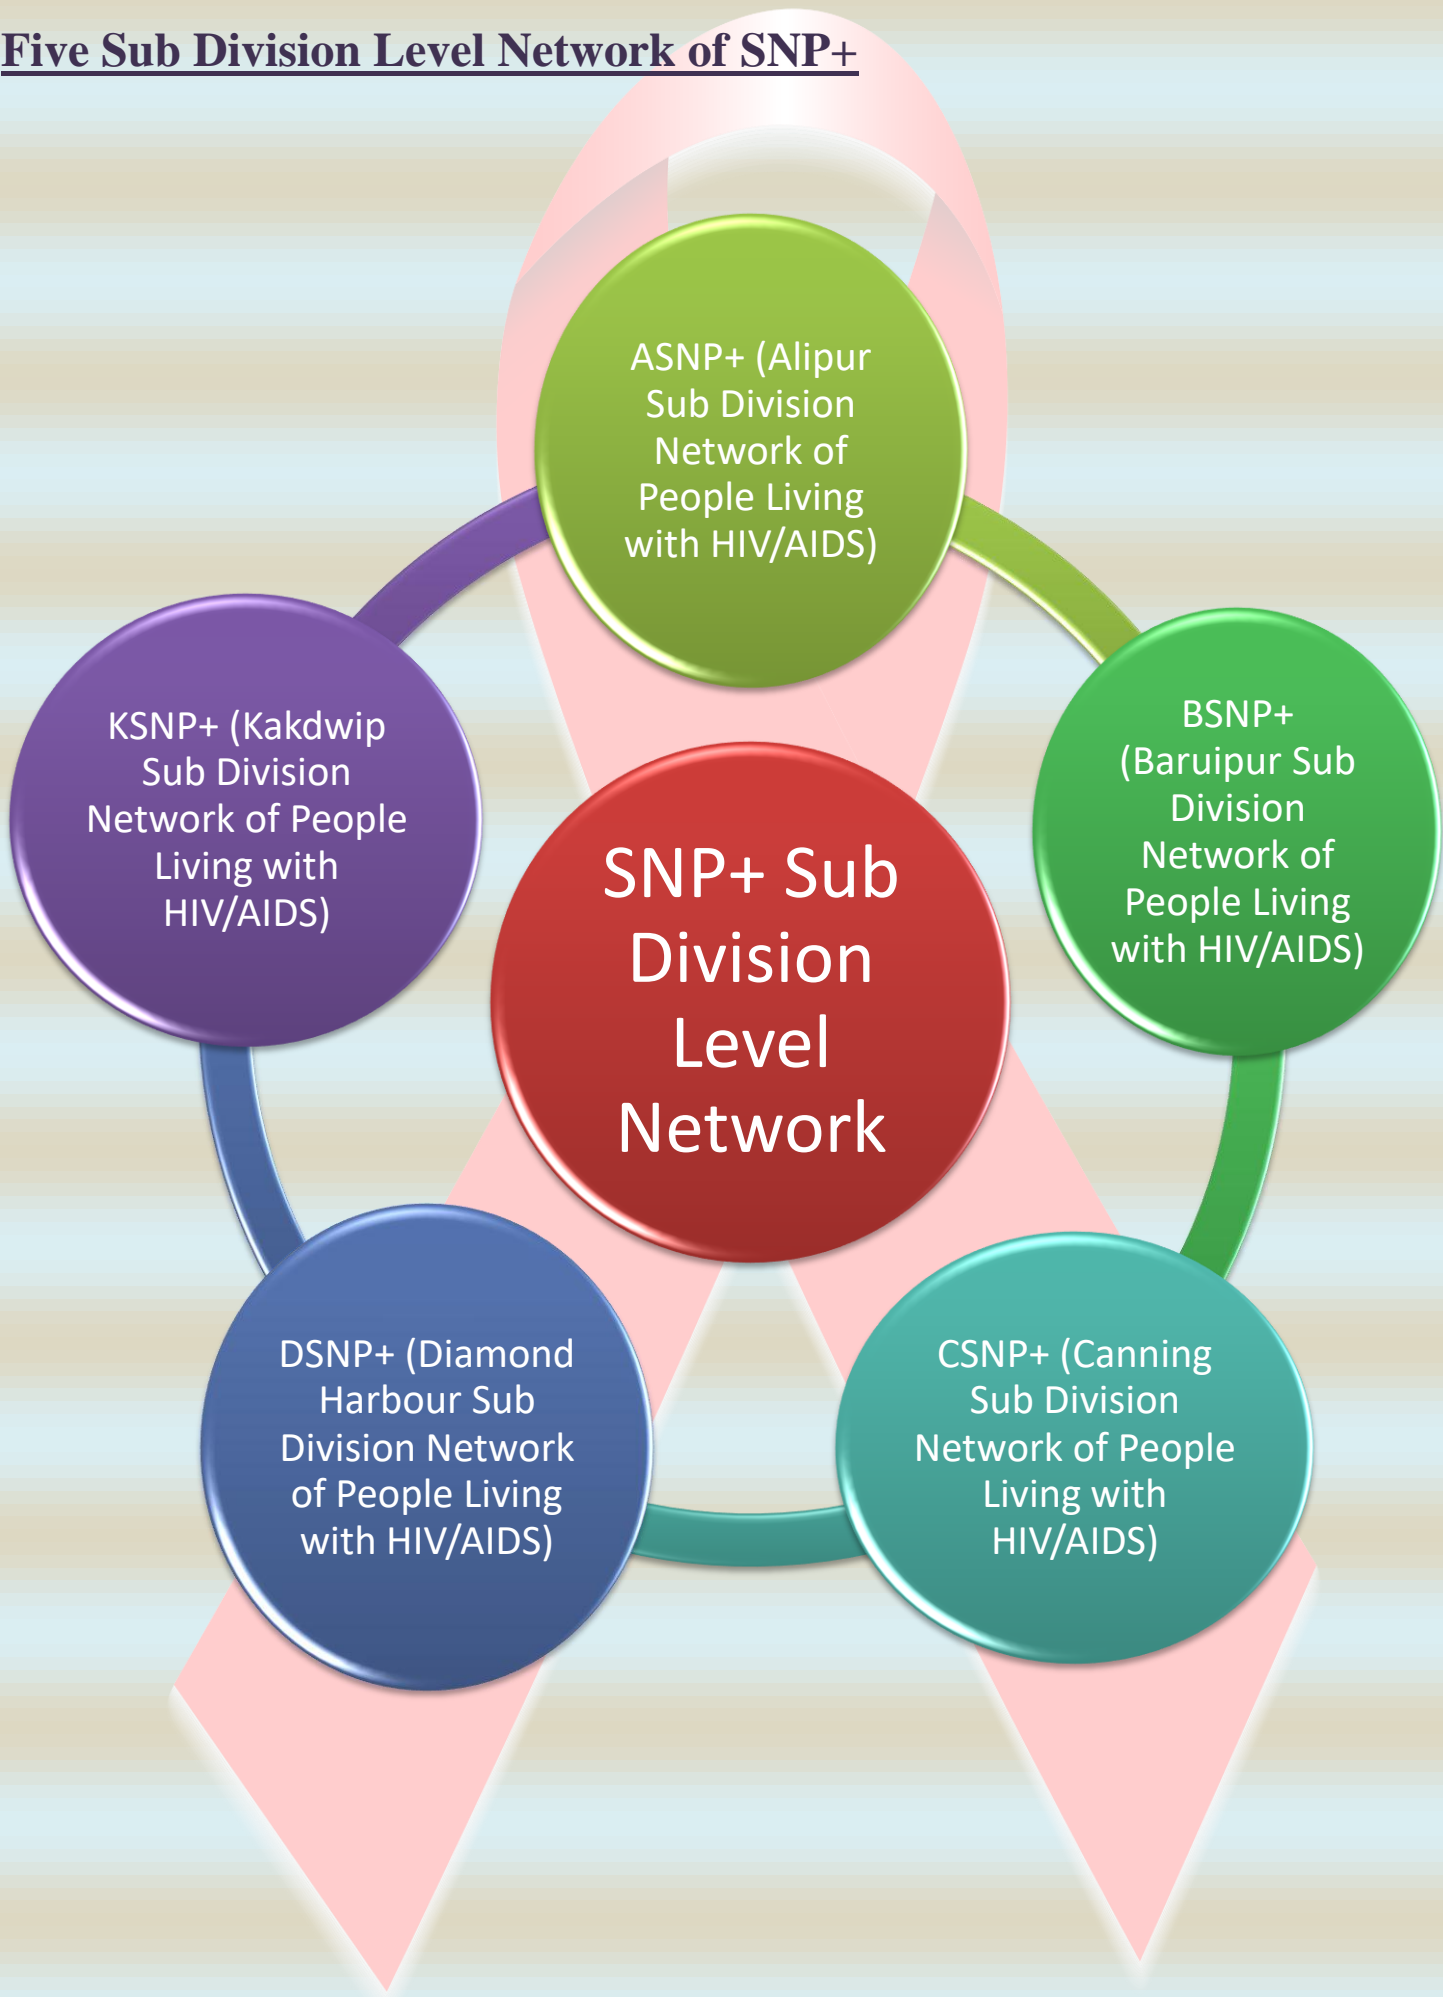 Five Sub Division Level Network of SNP+
ASNP+ (Alipur
Sub Division
Network of
People Living
with HIV/AIDS)
BSNP+
(Baruipur Sub
Division
Network of
People Living
with HIV/AIDS)
CSNP+ (Canning
Sub Division
Network of People
Living with
HIV/AIDS)
DSNP+ (Diamond
Harbour Sub
Division Network
of People Living
with HIV/AIDS)
KSNP+ (Kakdwip
Sub Division
Network of People
Living with
HIV/AIDS)
SNP+ Sub
Division
Level
Network